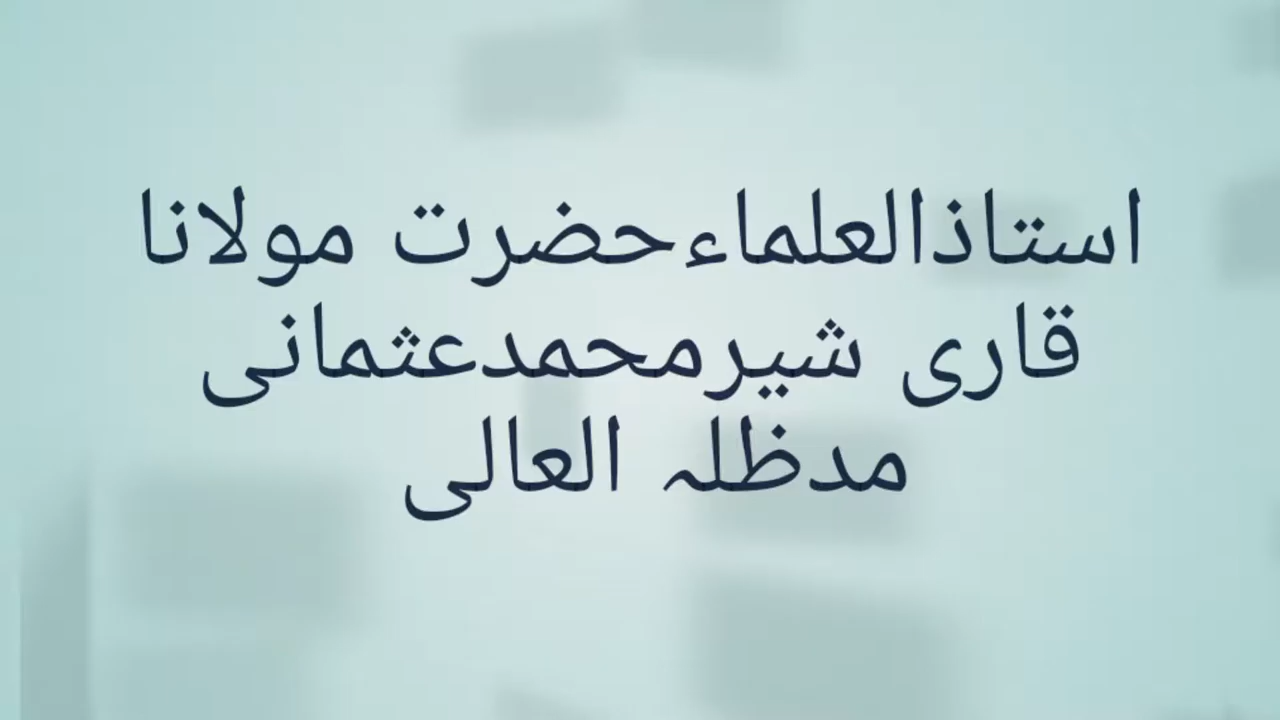 استاذالعلماءحضرت مولانا
قاری شیرمحمدعثمانی
مدظلہ العالی